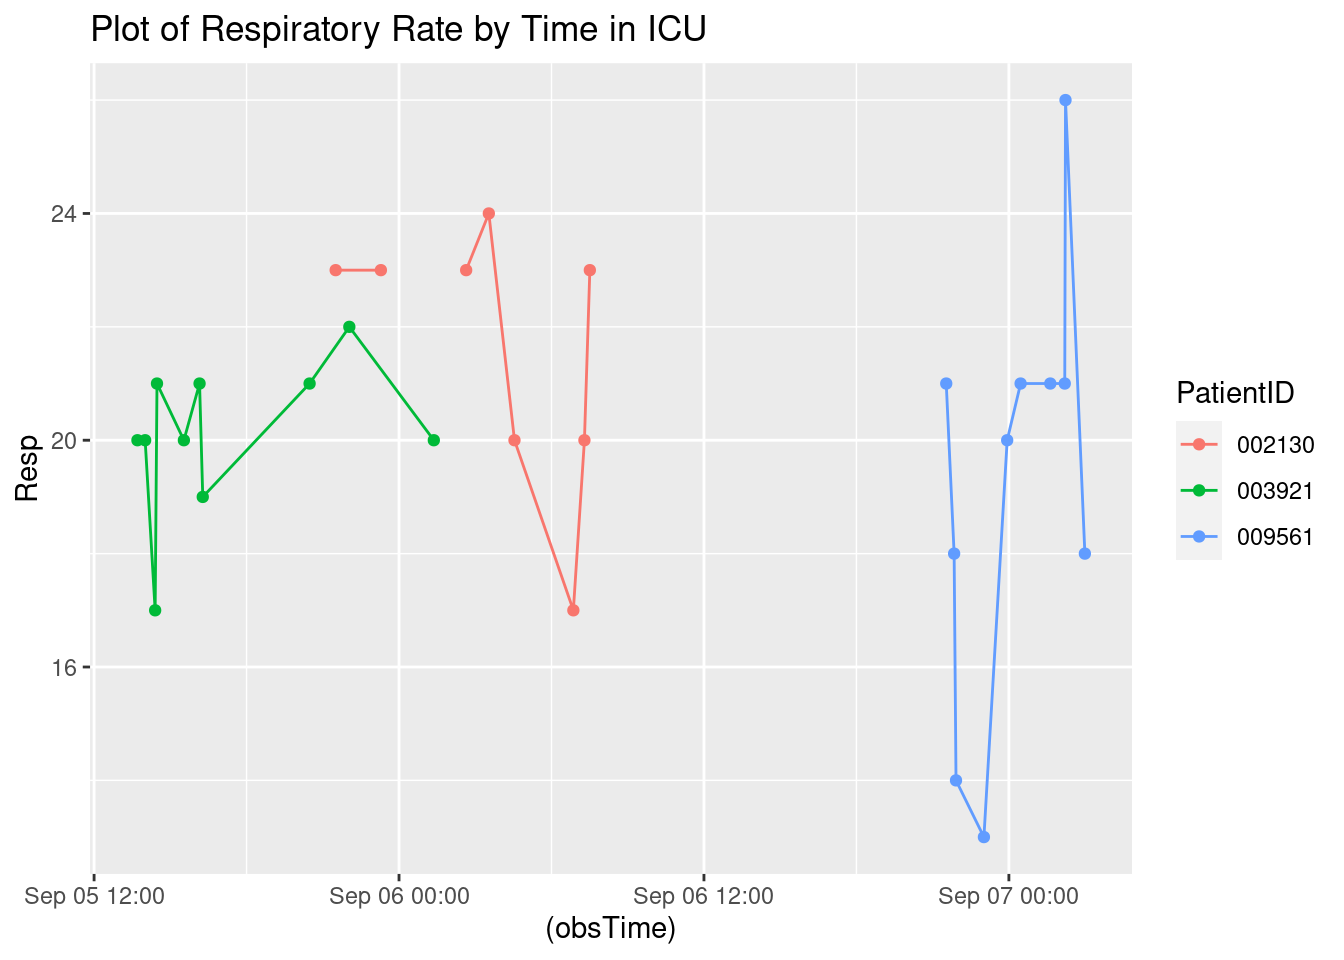 Plot of Respiratory Rate by Time in ICU
24
20
16
Resp
Sep 05 12:00
Sep 06 00:00
Sep 06 12:00
Sep 07 00:00
(obsTime)
PatientID
002130
003921
009561